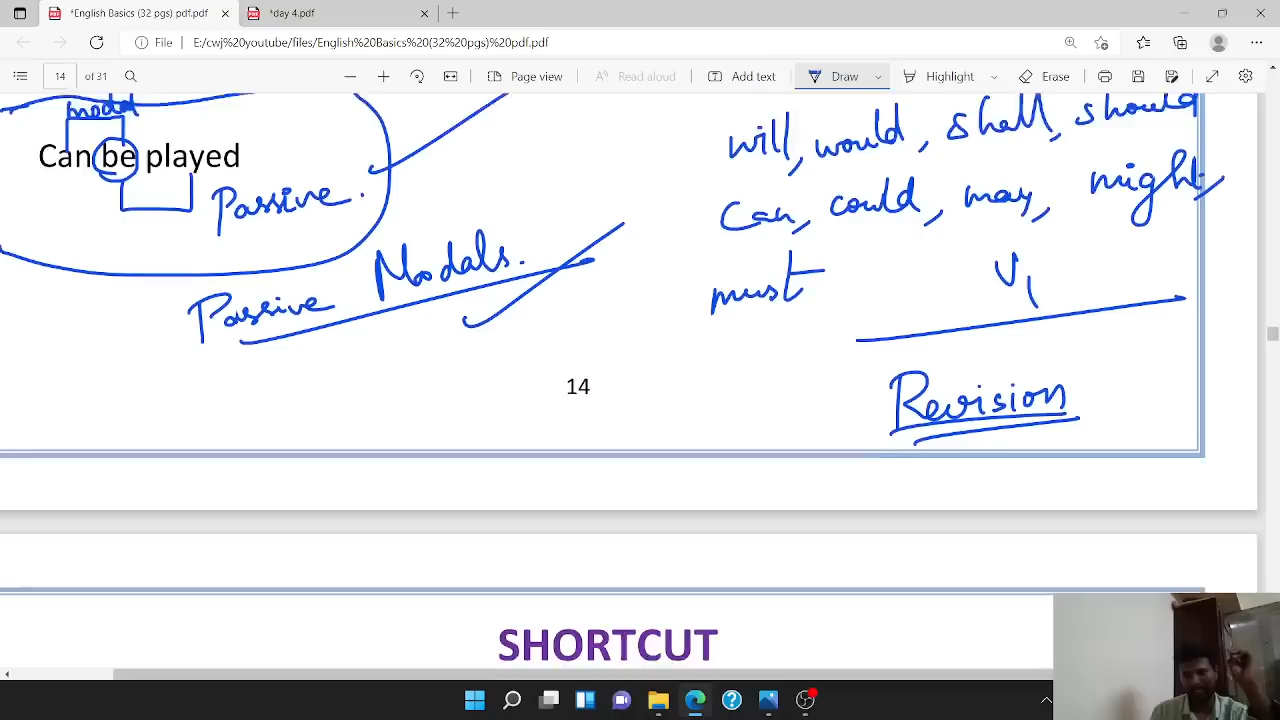 *English Basics (32 pgs) pdf.pdf
*day 4.pdf
File
E:/cwj%20youtube/files/English%20Basics%20(32%20pgs)%20pdf.pdf
14 of 31
Page view
Read aloud
Add text
Draw
Highlight
Erase
modal
Can be played
Passive.
Passive Modals.
will, would, shall, should
Can, could, may, might,
must V1
Revision
14
SHORTCUT